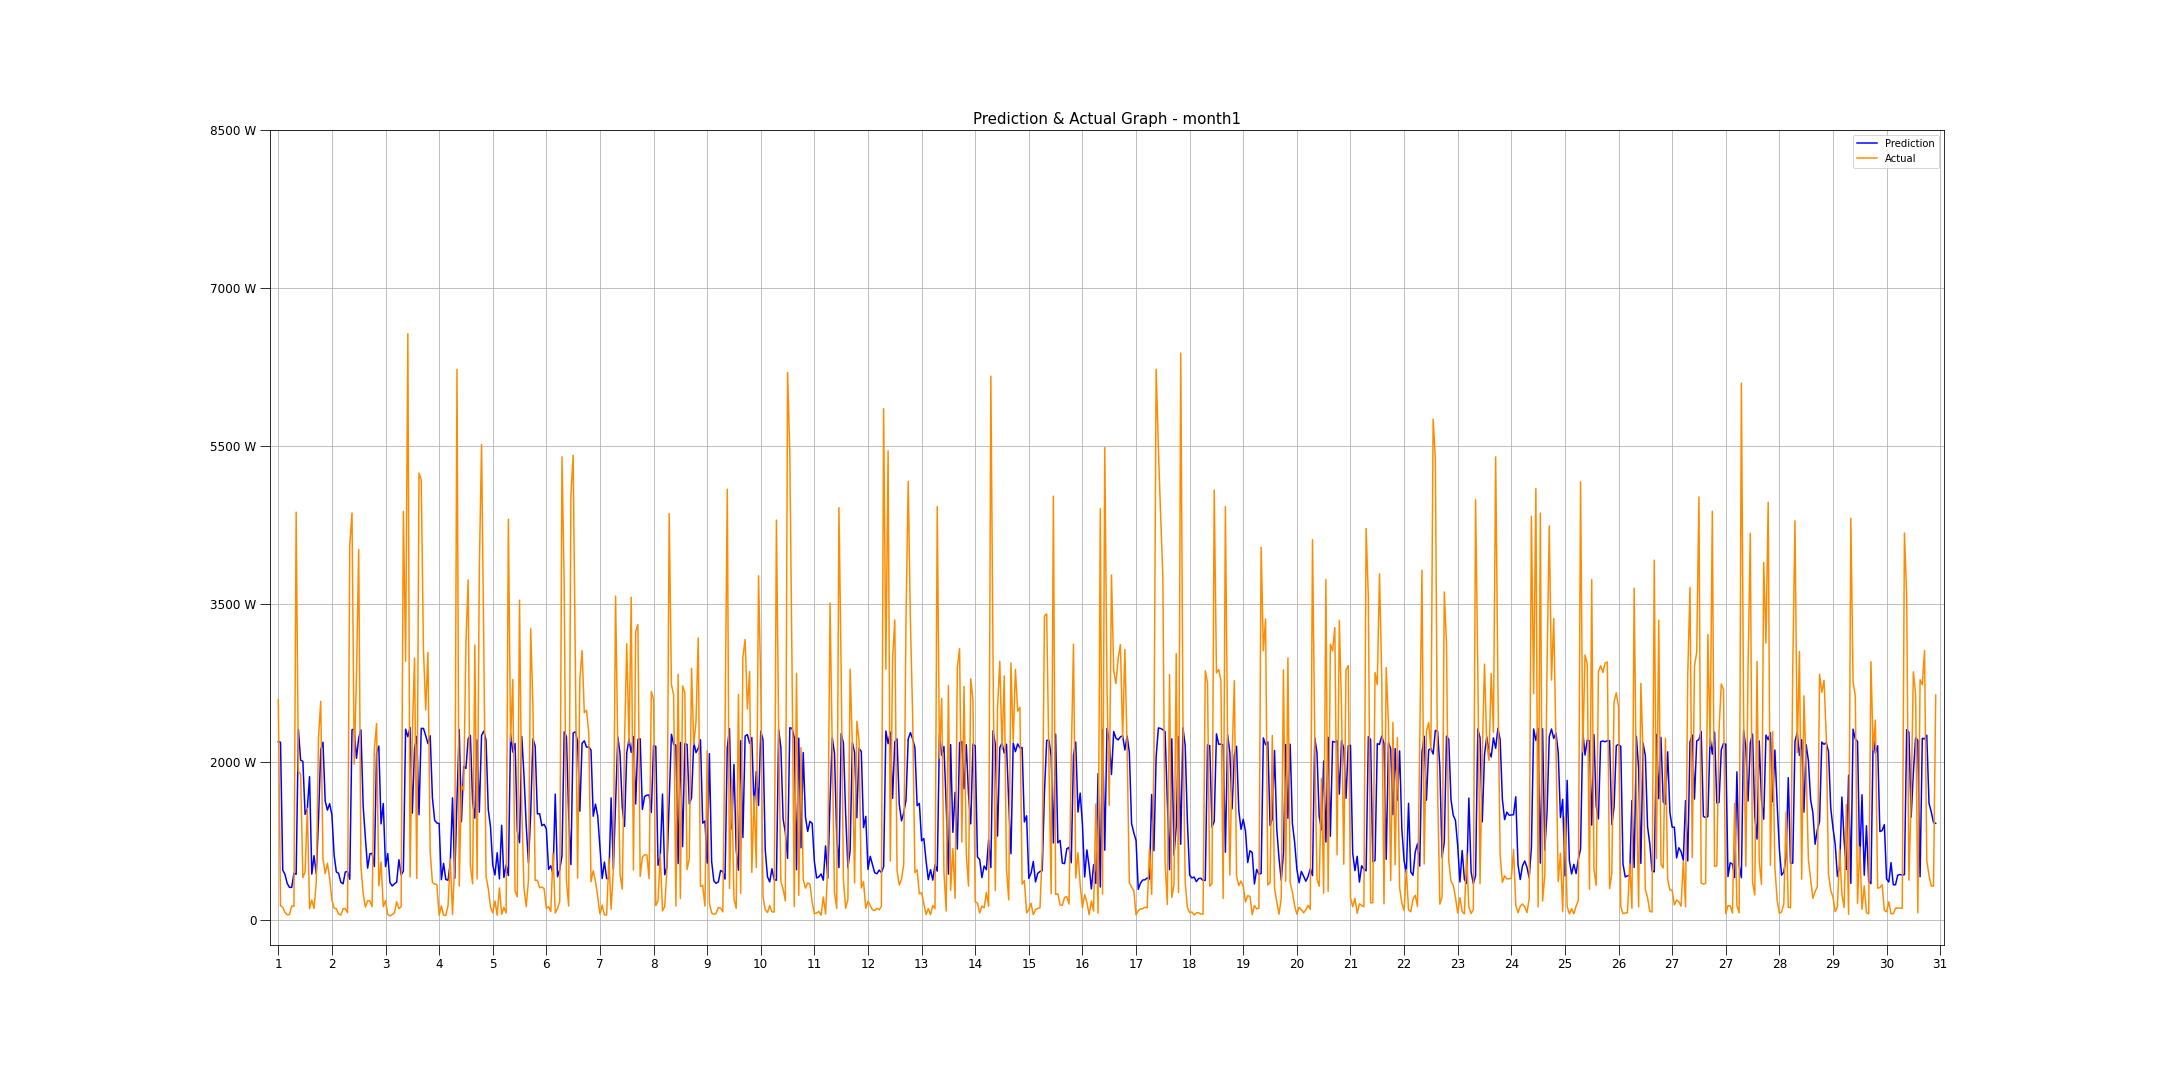 Prediction & Actual Graph - month1
8500 W
Prediction
Actual
7000 W
5500 W
3500 W
2000 W
0
1 2 3 4 5 6 7 8 9 10 11 12 13 14 15 16 17 18 19 20 21 22 23 24 25 26 27 27 28 29 30 31